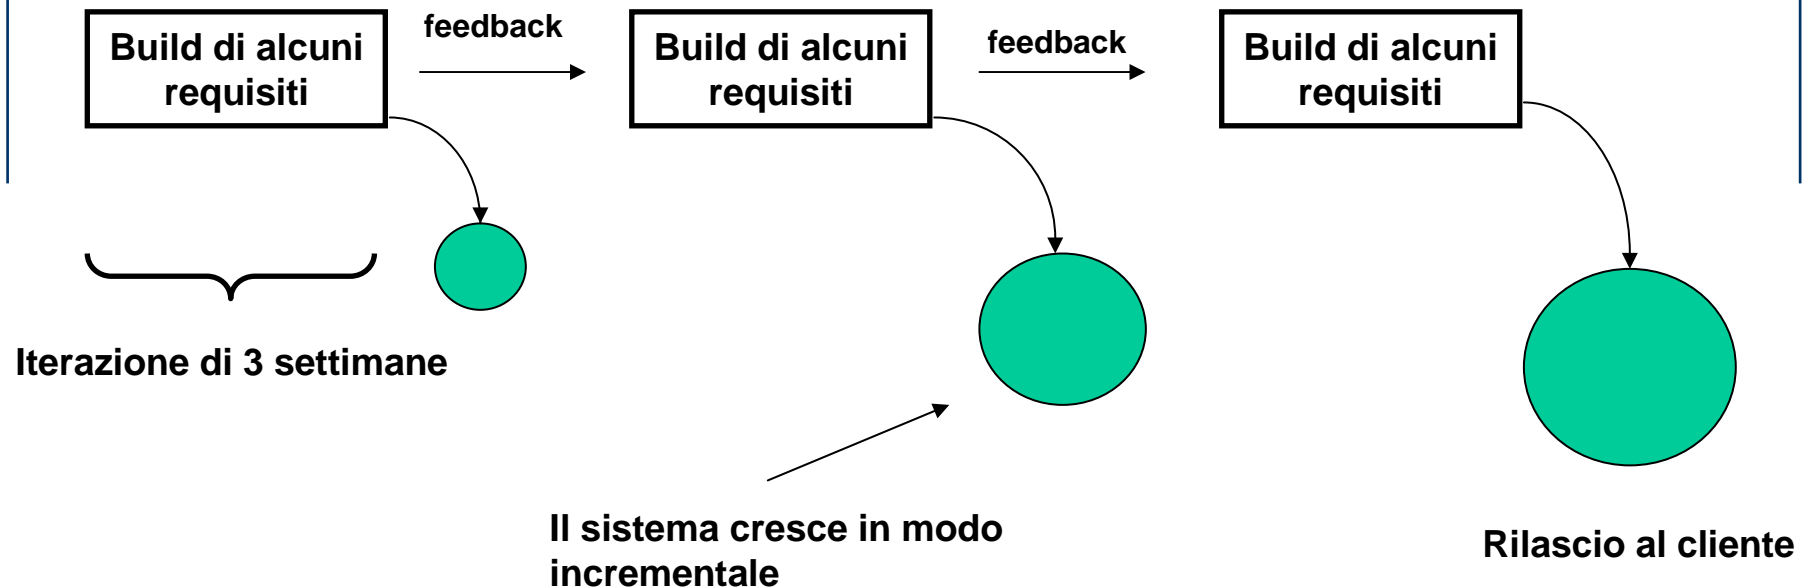 Build di alcuni
requisiti
feedback
Build di alcuni
requisiti
feedback
Build di alcuni
requisiti
Iterazione di 3 settimane
Il sistema cresce in modo
incrementale
Rilascio al cliente